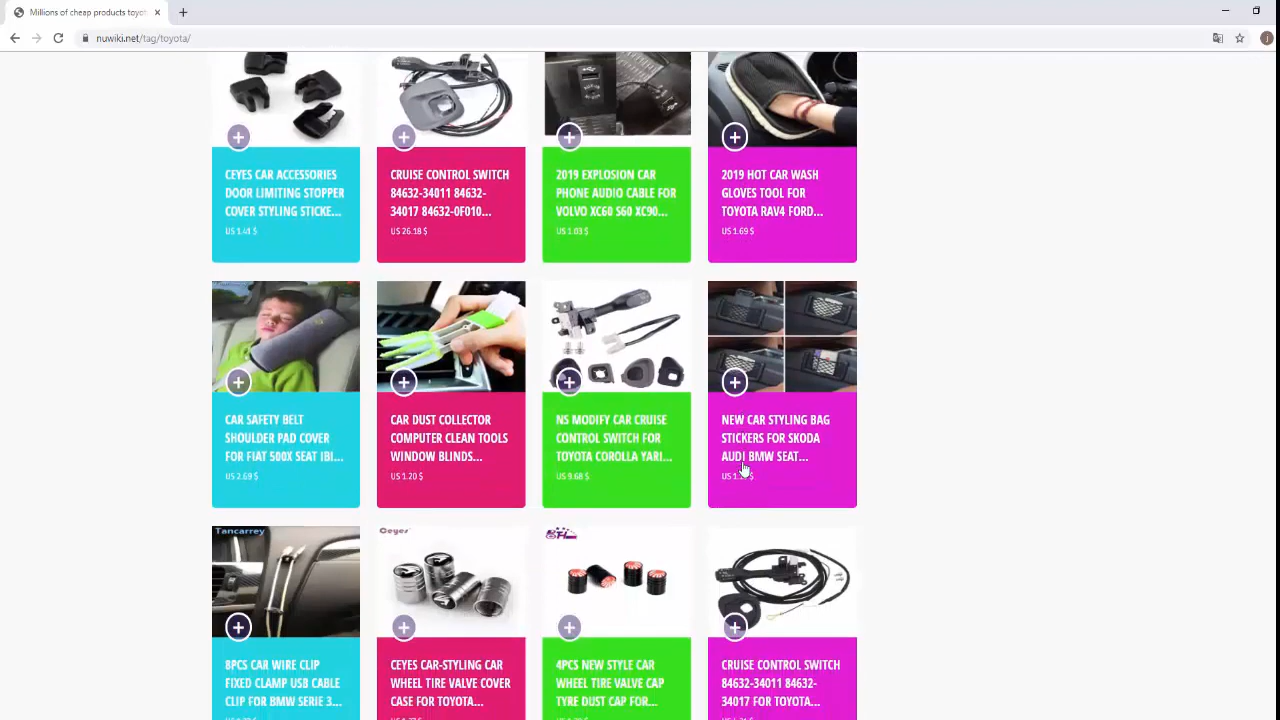 Millions of cheap products toyot
nuwiki.net/tag/toyota/
j
CEYES CAR ACCESSORIES
DOOR LIMITING STOPPER
COVER STYLING STICKE...
US 1.41 $
CRUISE CONTROL SWITCH
84632-34011 84632-
34017 84632-0F010...
US 26.18 $
2019 EXPLOSION CAR
PHONE AUDIO CABLE FOR
VOLVO XC60 S60 XC90...
US 1.03 $
2019 HOT CAR WASH
GLOVES TOOL FOR
TOYOTA RAV4 FORD...
US 1.69 $
CAR SAFETY BELT
SHOULDER PAD COVER
FOR FIAT 500X SEAT IBI...
US 2.69 $
CAR DUST COLLECTOR
COMPUTER CLEAN TOOLS
WINDOW BLINDS...
US 1.20 $
NS MODIFY CAR CRUISE
CONTROL SWITCH FOR
TOYOTA COROLLA YARI...
US 9.68 $
NEW CAR STYLING BAG
STICKERS FOR SKODA
AUDI BMW SEAT...
Tancarrey
8PCS CAR WIRE CLIP
FIXED CLAMP USB CABLE
CLIP FOR BMW SERIE 3...
Ceyes
CEYES CAR-STYLING CAR
WHEEL TIRE VALVE COVER
CASE FOR TOYOTA...
4PCS NEW STYLE CAR
WHEEL TIRE VALVE CAP
TYRE DUST CAP FOR...
CRUISE CONTROL SWITCH
84632-34011 84632-
34017 FOR TOYOTA...